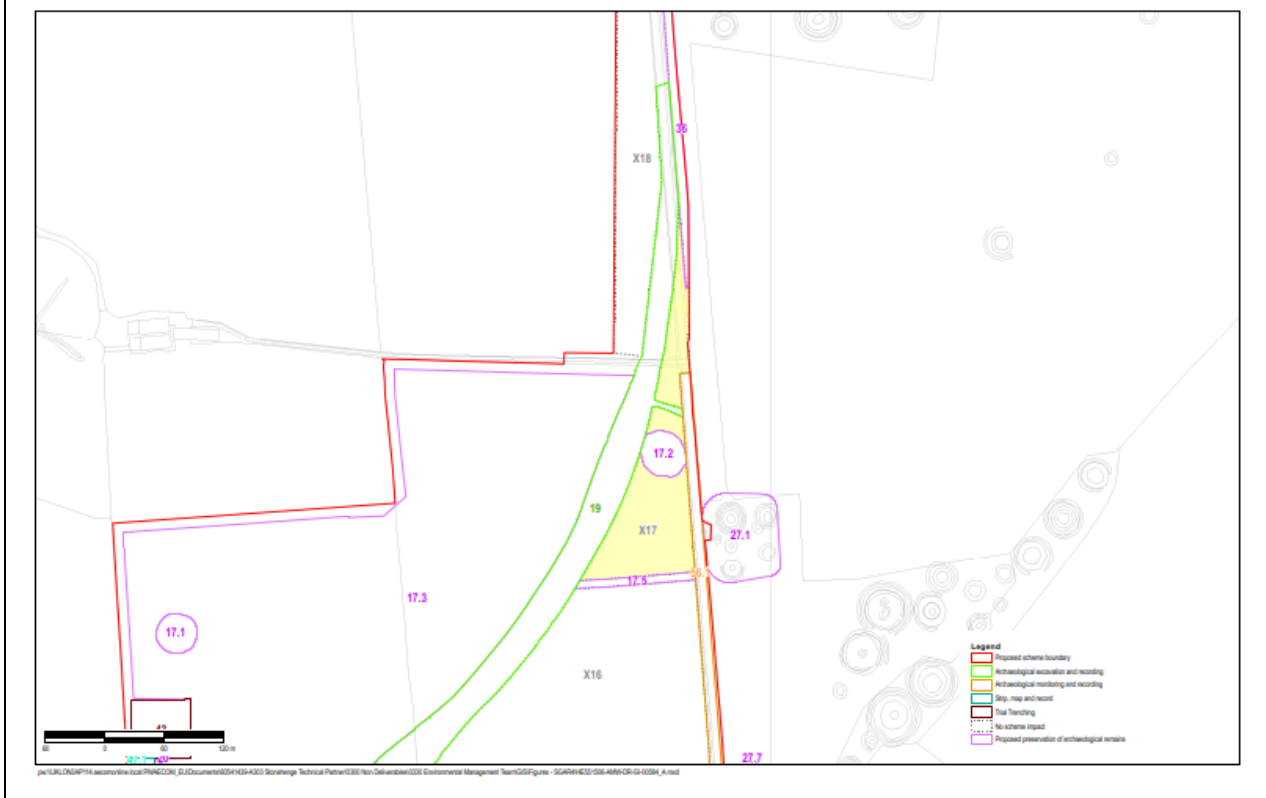 36
X18
17.2
19
X17
27.1
17.5
17.3
17.1
X16
Legend
Proposed scheme boundary
Archaeological excavation and recording
Archaeological monitoring and recording
Strip, map and record
Trial Trenching
No scheme impact
Proposed preservation of archaeological remains
60 0 60 120 m
27.7